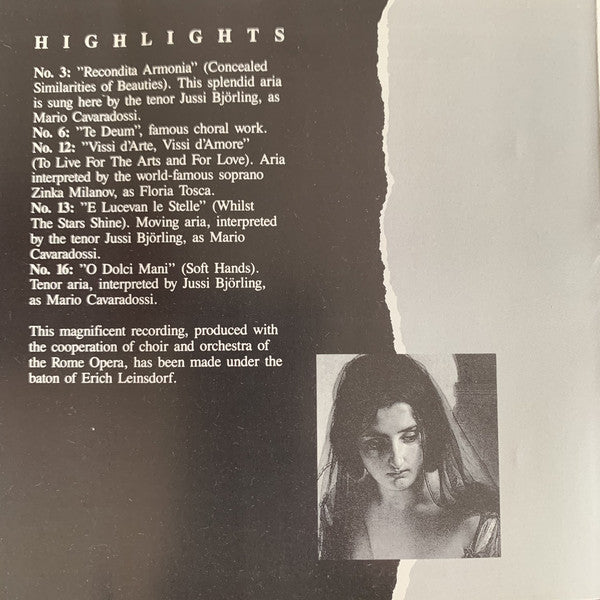 HIGHLIGHTS
No. 3: "Recondita Armonia" (Concealed
Similarities of Beauties). This splendid aria
is sung here by the tenor Jussi Björling, as
Mario Cavaradossi.
No. 6: "Te Deum", famous choral work.
No. 12: "Vissi d'Arte, Vissi d'Amore"
(To Live For The Arts and For Love). Aria
interpreted by the world-famous soprano
Zinka Milanov, as Floria Tosca.
No. 13: "E Lucevan le Stelle" (Whilst
The Stars Shine). Moving aria, interpreted
by the tenor Jussi Björling, as Mario
Cavaradossi.
No. 16: "O Dolci Mani" (Soft Hands).
Tenor aria, interpreted by Jussi Björling,
as Mario Cavaradossi.
This magnificent recording, produced with
the cooperation of choir and orchestra of
the Rome Opera, has been made under the
baton of Erich Leinsdorf.